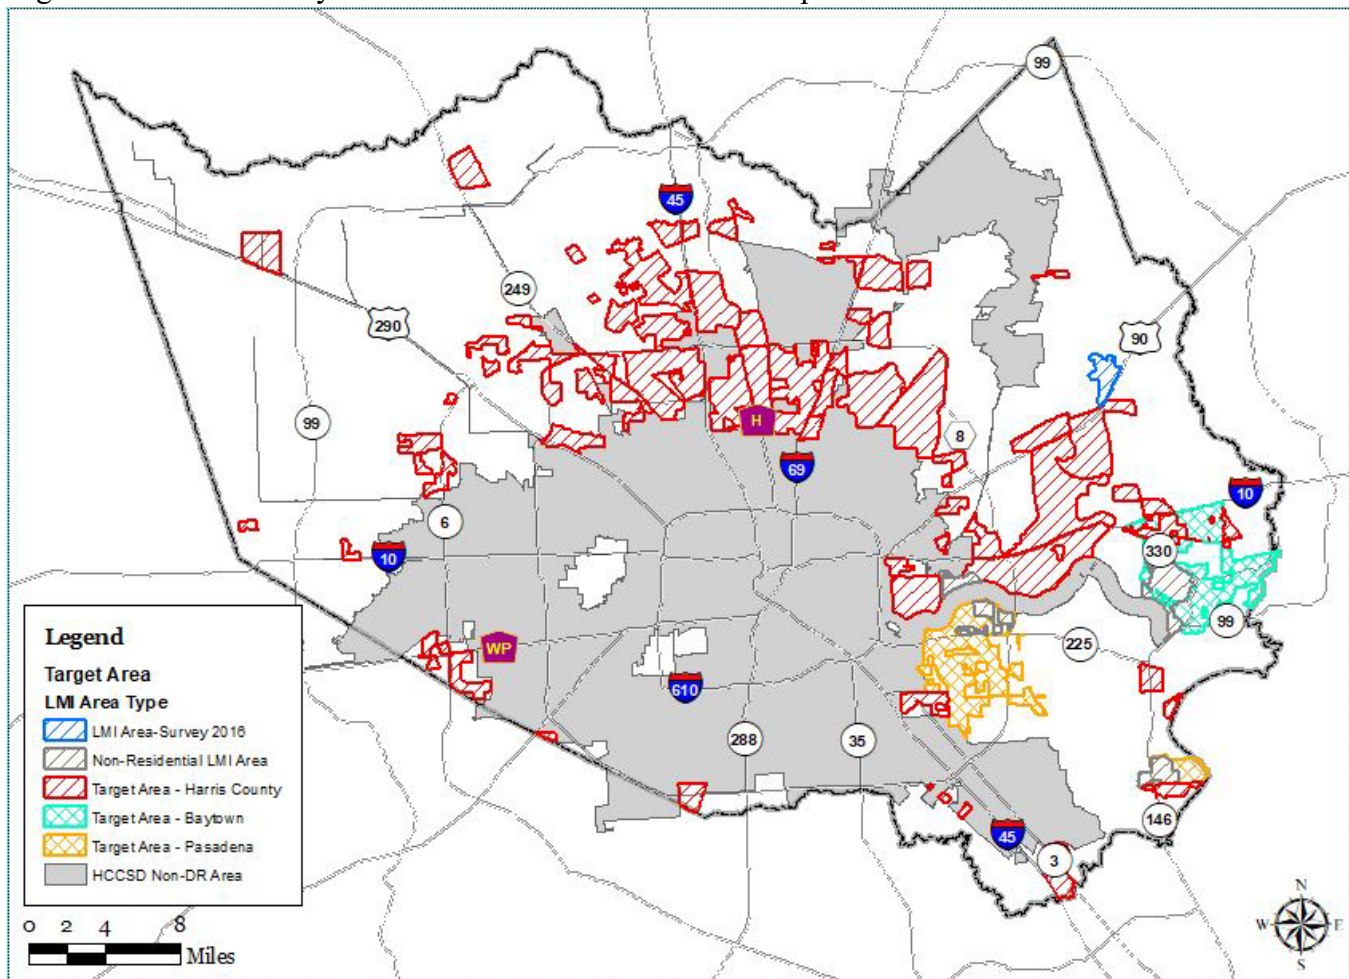 99
45
249
290
90
99
H
8
69
10
6
330
10
99
WP
225
610
288
35
146
45
3
Legend
Target Area
LMI Area Type
LMI Area-Survey 2016
Non-Residential LMI Area
Target Area - Harris County
Target Area - Baytown
Target Area - Pasadena
HCCSD Non-DR Area
0 2 4 8
Miles
N
W E
S